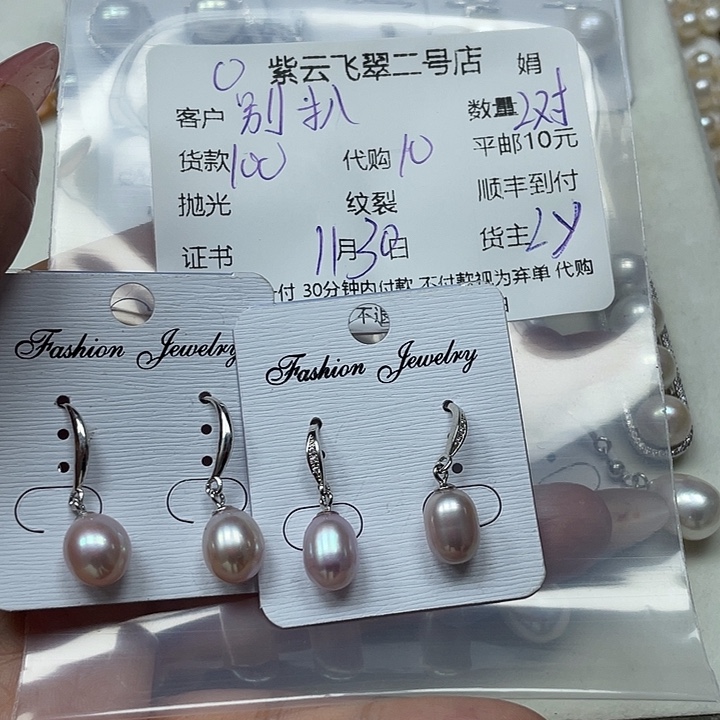 O 紫云飞翠二号店 娟
客户 别扒 数量 2对
货款 100 代购 10 平邮10元
抛光 纹裂 顺丰到付
证书 11月30日 货主 LY
付 30分钟内付款 不付款视为弃单 代购
不退
Fashion Jewelry
Fashion Jewelry